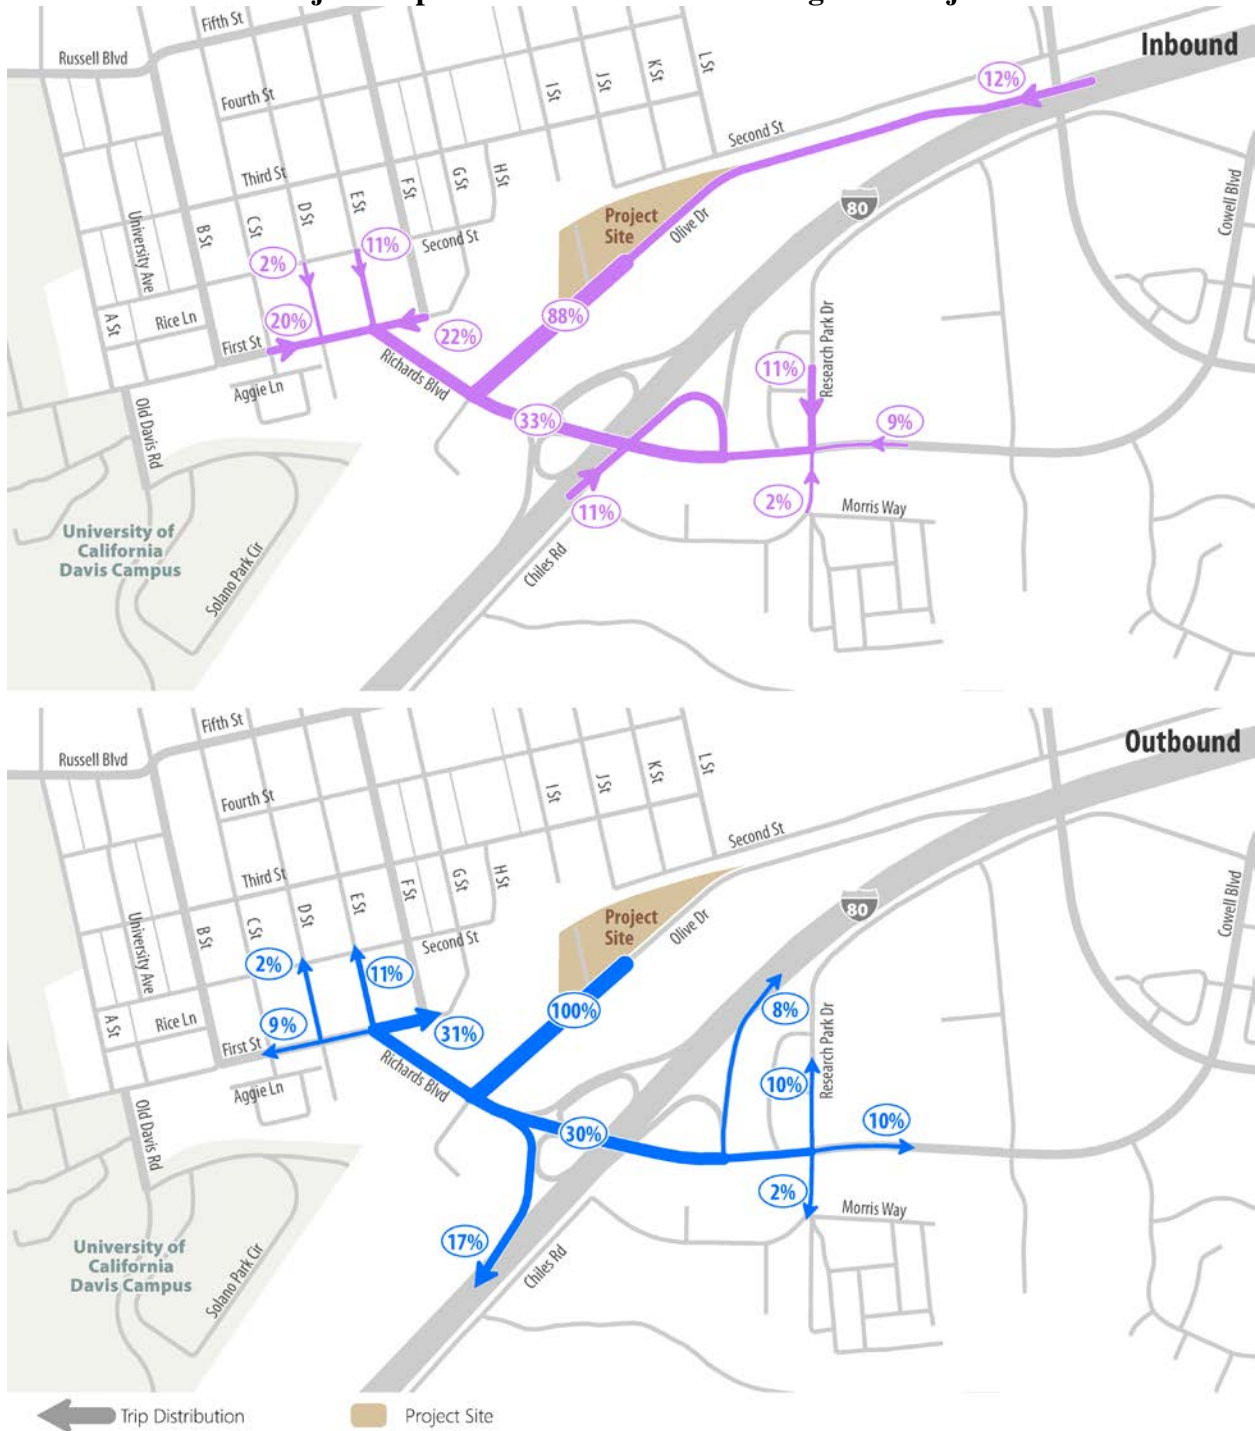 Inbound
Fifth St
Russell Blvd
L St
K St
J St
I St
12%
Fourth St
Second St
Third St
H St
G St
F St
E St
D St
C St
B St
University Ave
80
Cowell Blvd
Project
Site
Olive Dr
Second St
11%
2%
A St
Rice Ln
20%
88%
22%
First St
Richards Blvd
Research Park Dr
11%
Aggie Ln
Old Davis Rd
33%
9%
11%
2%
Morris Way
University of
California
Davis Campus
Solano Park Cir
Chiles Rd
Outbound
Fifth St
Russell Blvd
L St
K St
J St
I St
Fourth St
Second St
Third St
H St
G St
F St
E St
D St
C St
B St
University Ave
80
Cowell Blvd
Project
Site
Olive Dr
Second St
2%
11%
A St
Rice Ln
9%
100%
8%
31%
First St
Richards Blvd
Research Park Dr
10%
Aggie Ln
Old Davis Rd
30%
10%
2%
Morris Way
17%
University of
California
Davis Campus
Solano Park Cir
Chiles Rd
Trip Distribution
Project Site